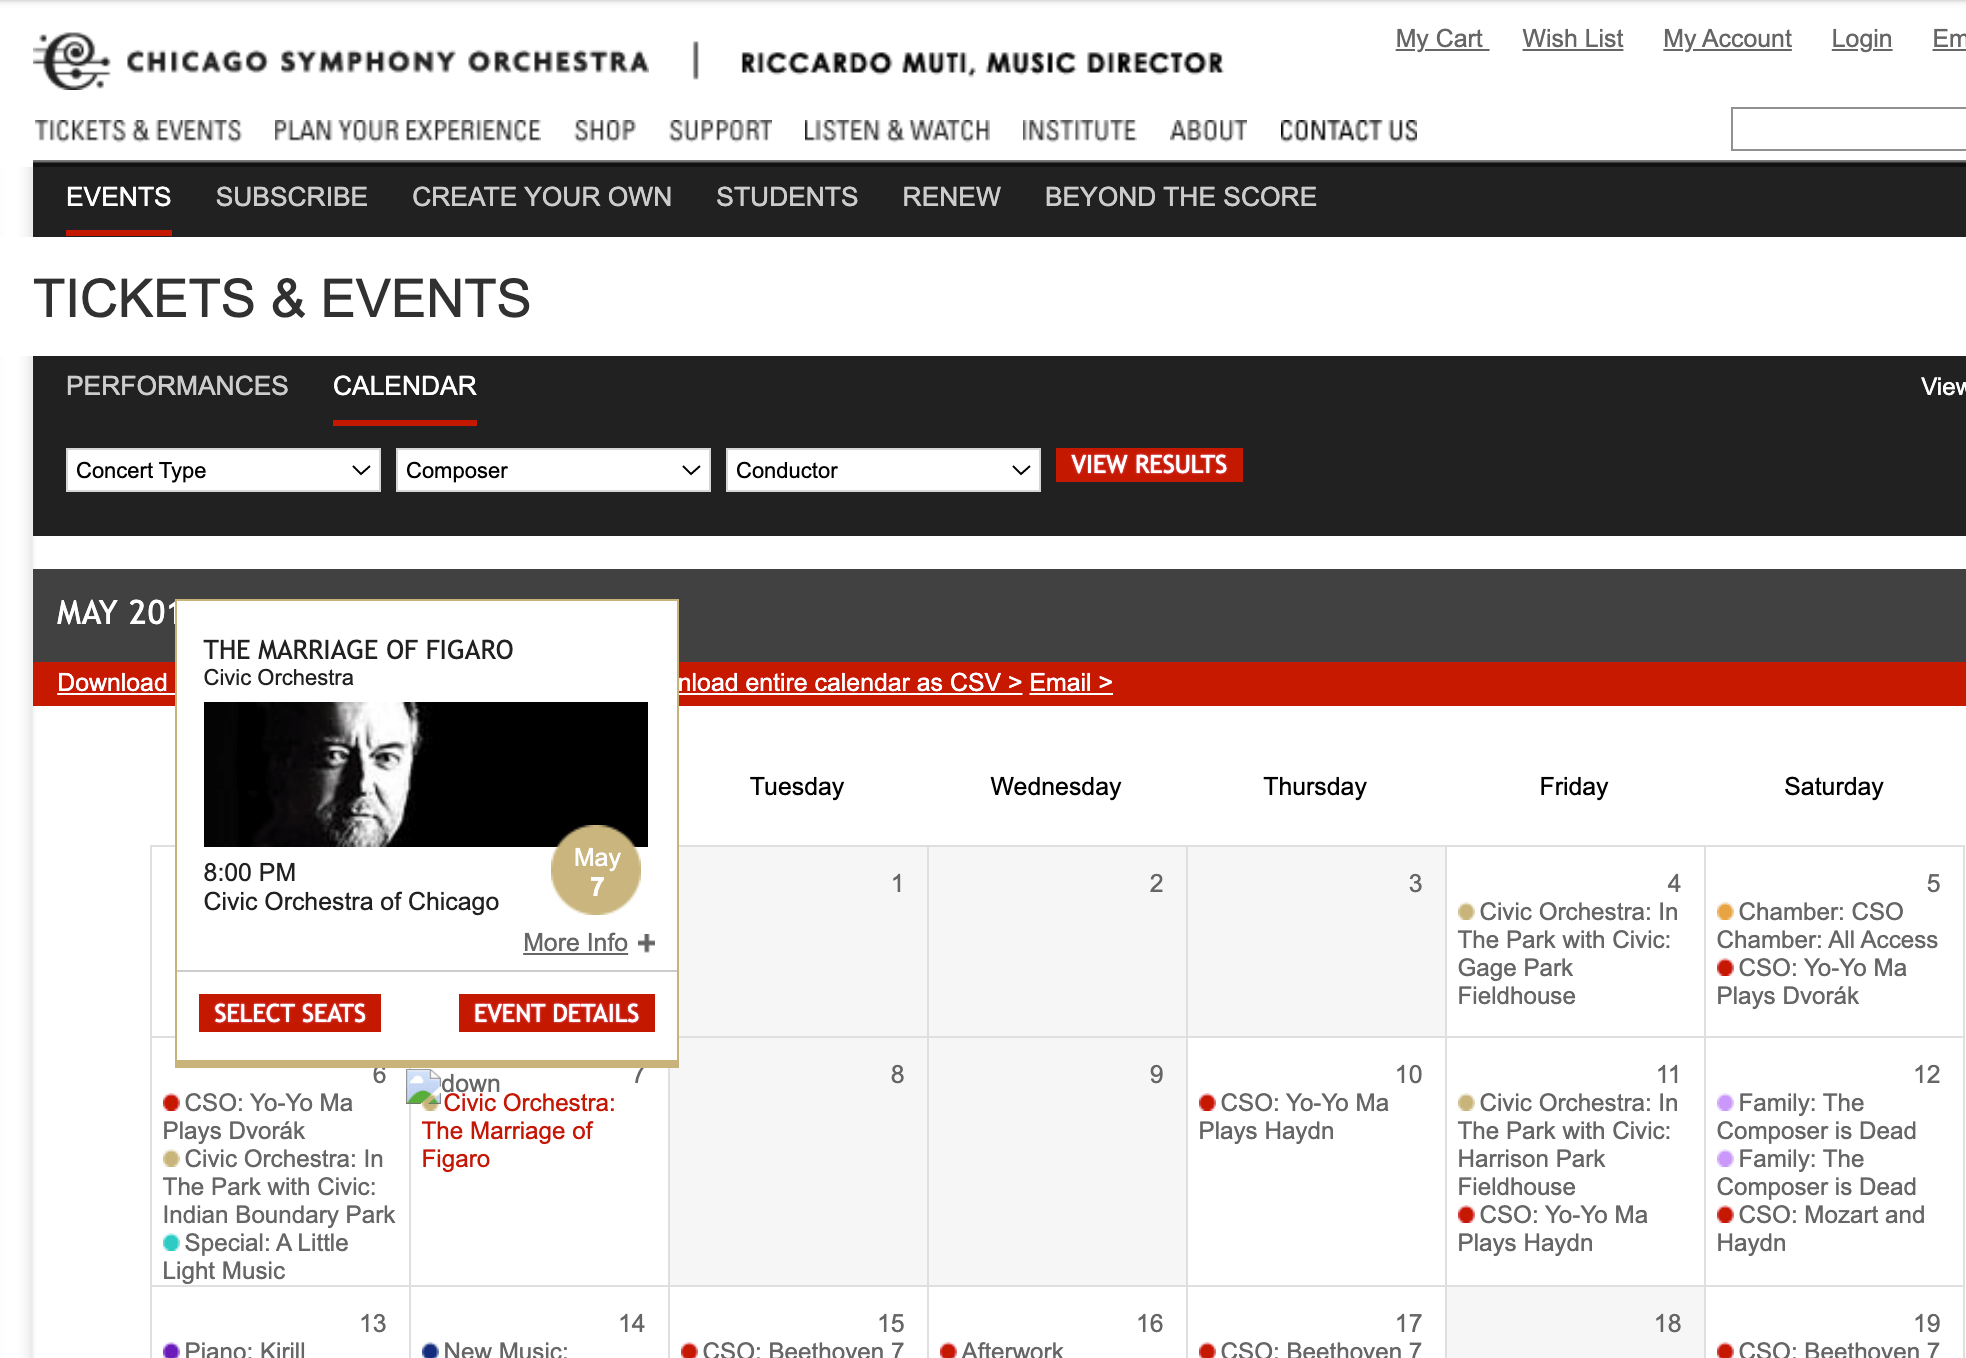 CHICAGO SYMPHONY ORCHESTRA | RICCARDO MUTI, MUSIC DIRECTOR
My Cart Wish List My Account Login
TICKETS & EVENTS PLAN YOUR EXPERIENCE SHOP SUPPORT LISTEN & WATCH INSTITUTE ABOUT CONTACT US
EVENTS SUBSCRIBE CREATE YOUR OWN STUDENTS RENEW BEYOND THE SCORE
TICKETS & EVENTS
PERFORMANCES CALENDAR
View
Concert Type Composer Conductor VIEW RESULTS
MAY 201
Download
nload entire calendar as CSV > Email >
THE MARRIAGE OF FIGARO
Civic Orchestra
8:00 PM
Civic Orchestra of Chicago
May
7
More Info +
SELECT SEATS EVENT DETAILS
Tuesday Wednesday Thursday Friday Saturday
1
2
3
4
Civic Orchestra: In
The Park with Civic:
Gage Park
Fieldhouse
5
Chamber: CSO
Chamber: All Access
CSO: Yo-Yo Ma
Plays Dvorák
6
CSO: Yo-Yo Ma
Plays Dvorák
Civic Orchestra: In
The Park with Civic:
Indian Boundary Park
Special: A Little
Light Music
7
down
Civic Orchestra:
The Marriage of
Figaro
8
9
10
CSO: Yo-Yo Ma
Plays Haydn
11
Civic Orchestra: In
The Park with Civic:
Harrison Park
Fieldhouse
CSO: Yo-Yo Ma
Plays Haydn
12
Family: The
Composer is Dead
Family: The
Composer is Dead
CSO: Mozart and
Haydn
13
Piano: Kirill
14
New Music:
15
CSO: Beethoven 7
16
Afterwork
17
CSO: Beethoven 7
18
19
CSO: Beethoven 7